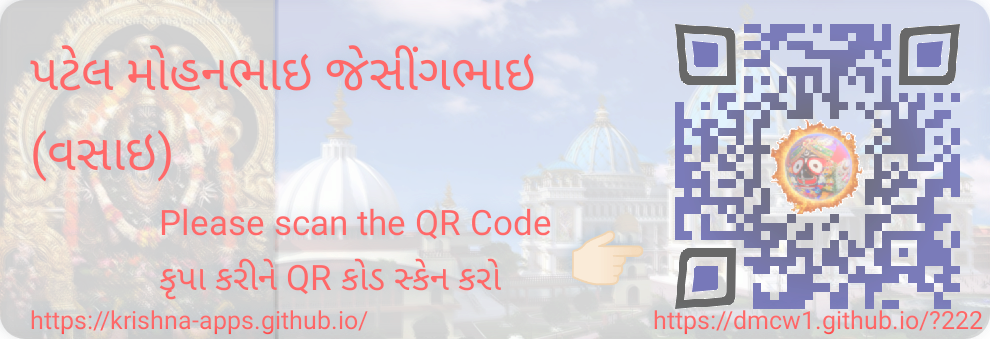 પટેલ મોહનભાઇ જેસીંગભાઇ
(વસાઇ)
Please scan the QR Code
કૃપા કરીને QR કોડ સ્કેન કરો
https://krishna-apps.github.io/
https://dmcw1.github.io/?222